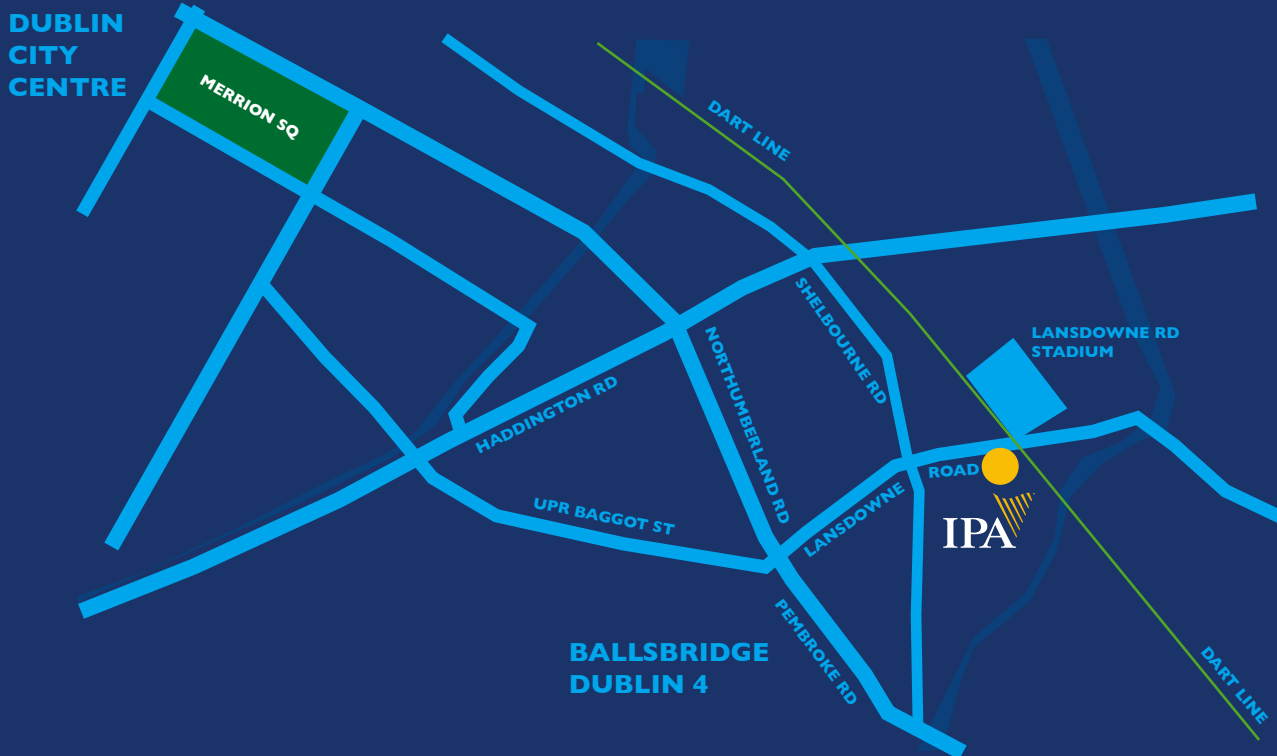 DUBLIN
CITY
CENTRE
MERRION SQ
DART LINE
SHELBOURNE RD
LANSDOWNE RD
STADIUM
NORTHUMBERLAND RD
HADDINGTON RD
UPR BAGGOT ST
LANSDOWNE
ROAD
IPA
PEMBROKE RD
BALLSBRIDGE
DUBLIN 4
DART LINE